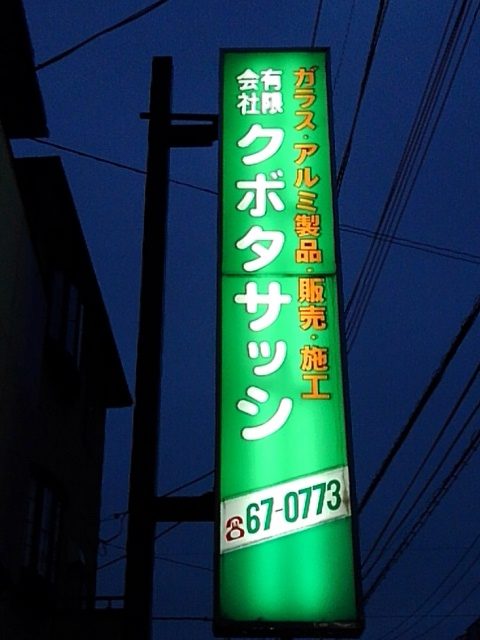 ガラス・アルミ製品・販売・施工
有限会社
クボタサッシ
☎67-0773